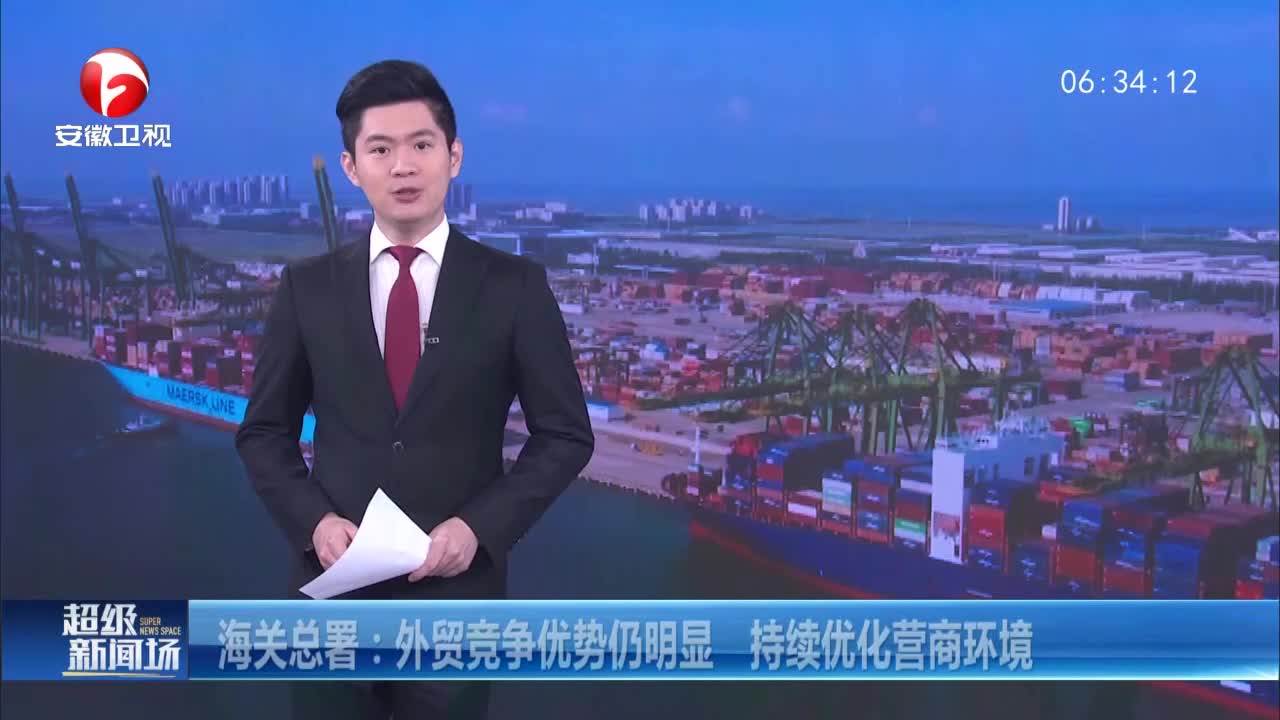 安徽卫视
06:34:12
MAERSK LINE
超级新闻场
SUPER
NEWS SPACE
海关总署：外贸竞争优势仍明显 持续优化营商环境